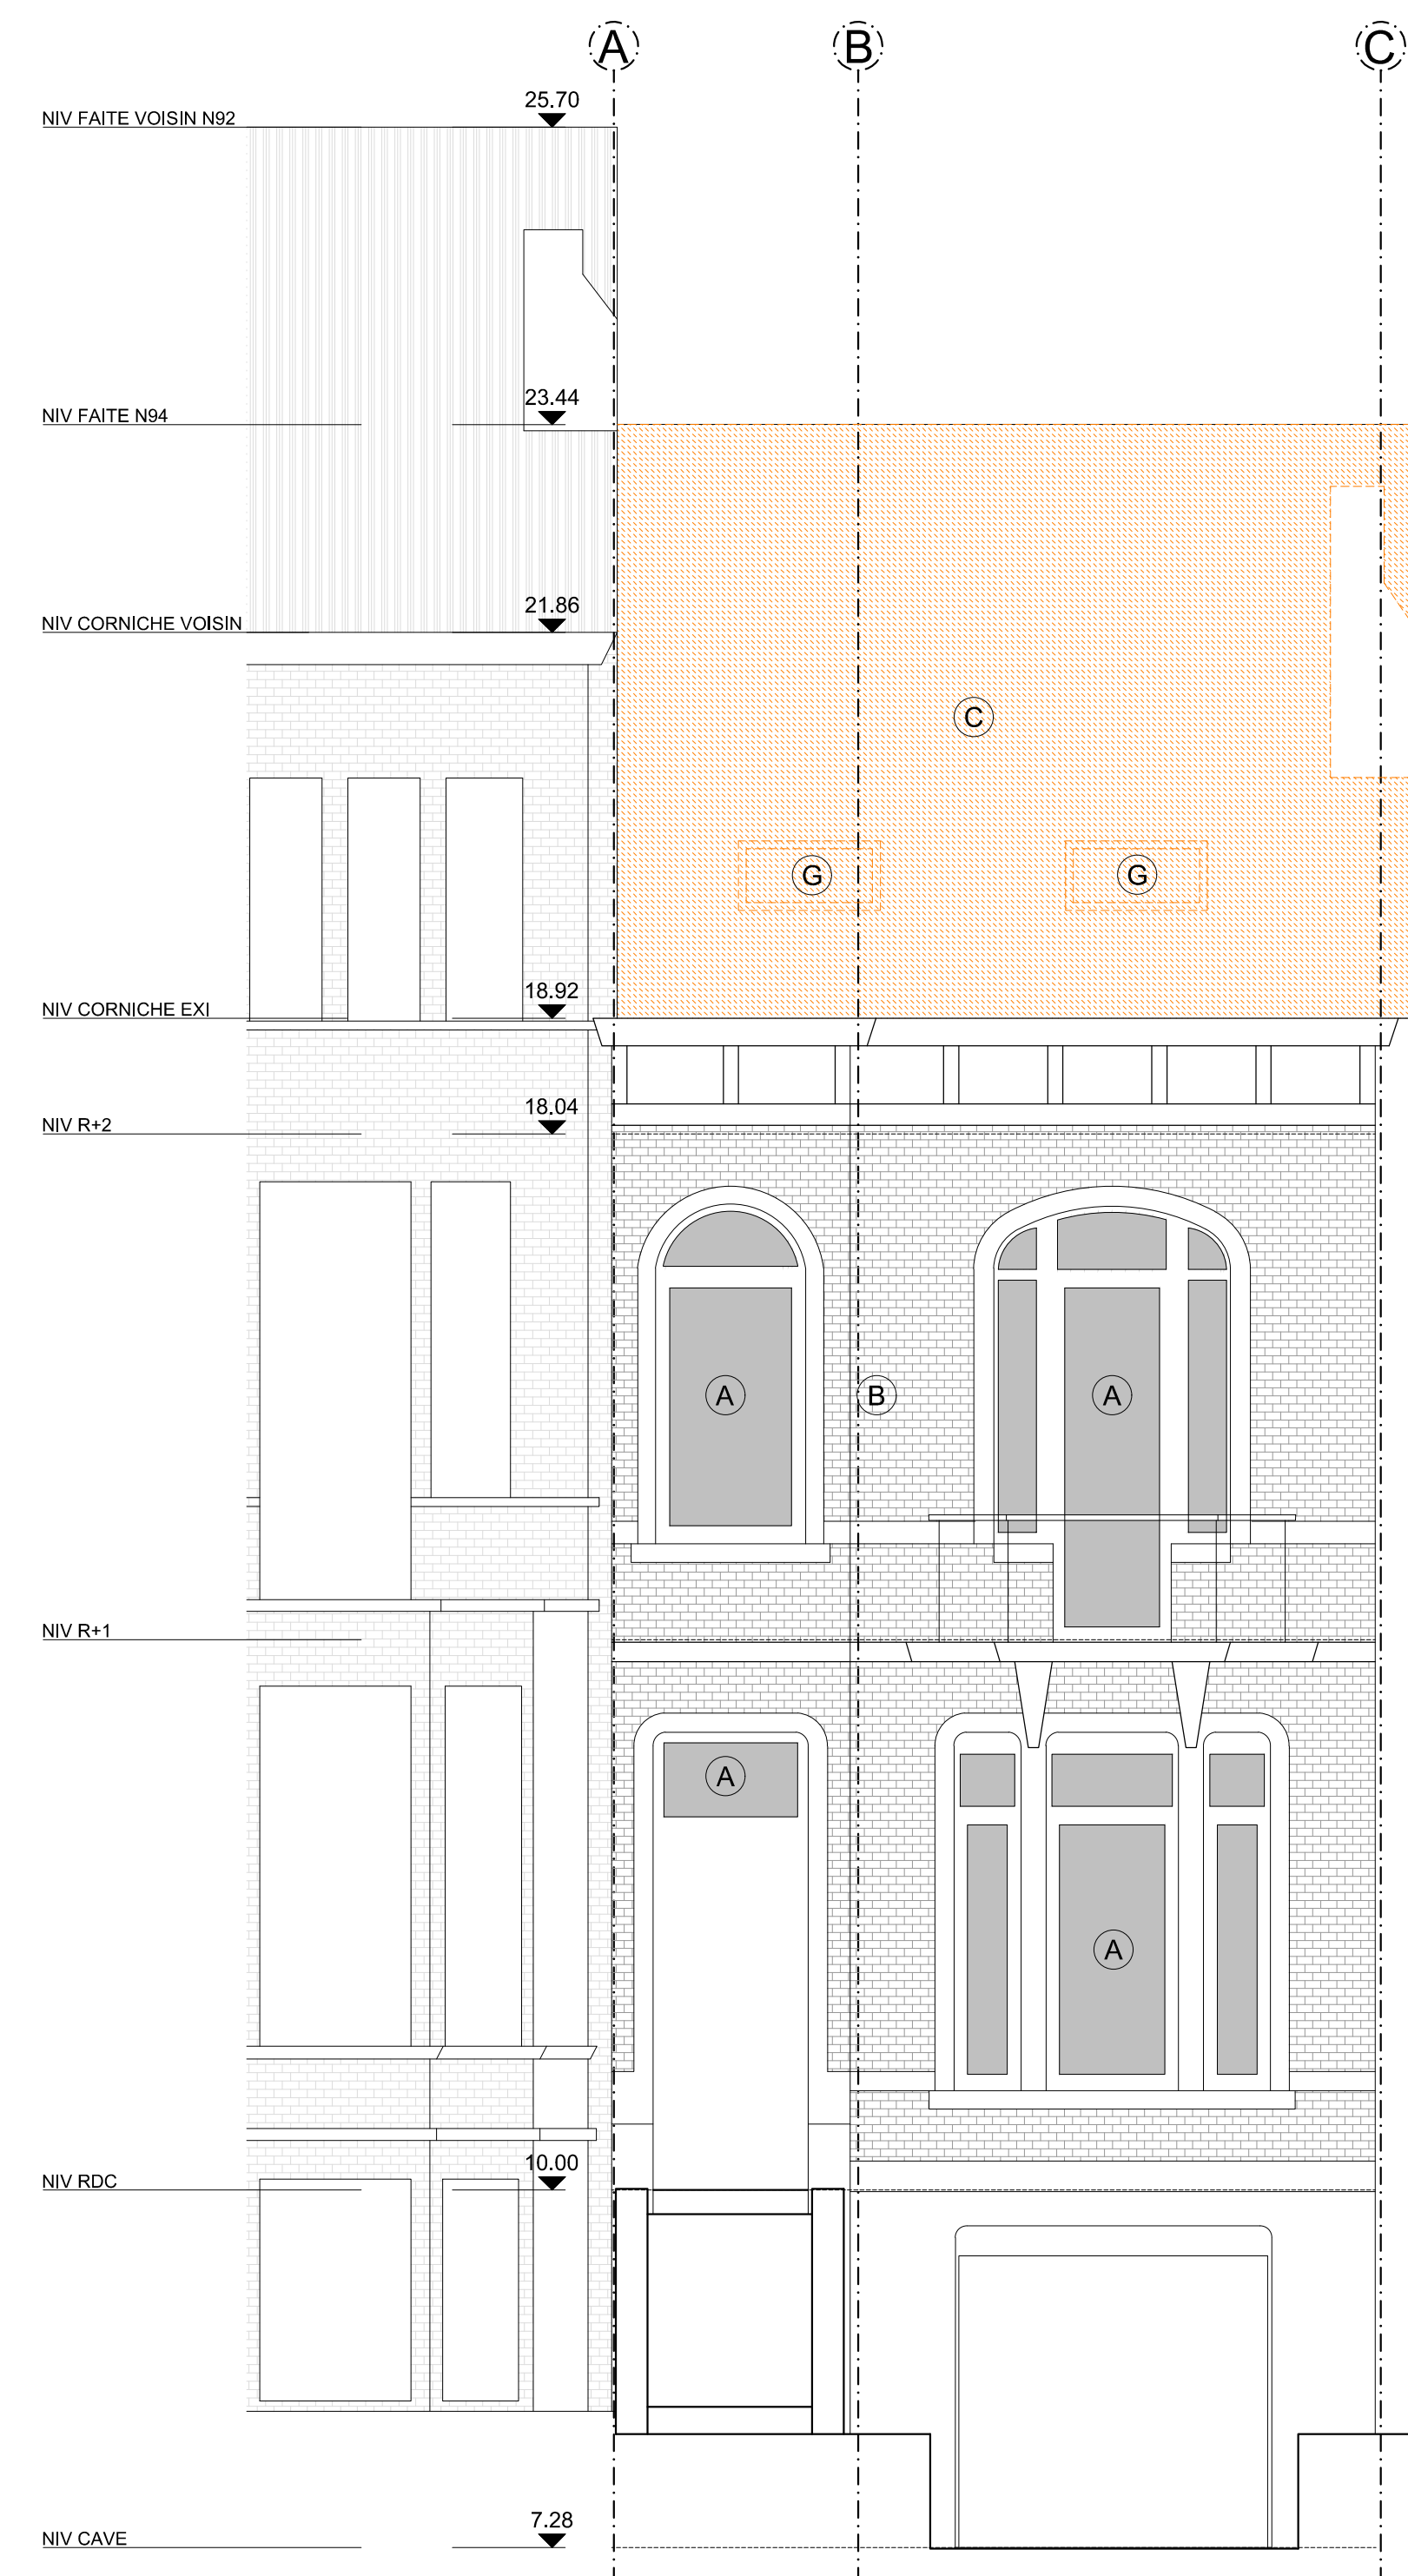 A B C
25.70
NIV FAITE VOISIN N92
23.44
NIV FAITE N94
21.86
NIV CORNICHE VOISIN
C
G G
18.92
NIV CORNICHE EXI
18.04
NIV R+2
A B A
NIV R+1
A
A
10.00
NIV RDC
7.28
NIV CAVE